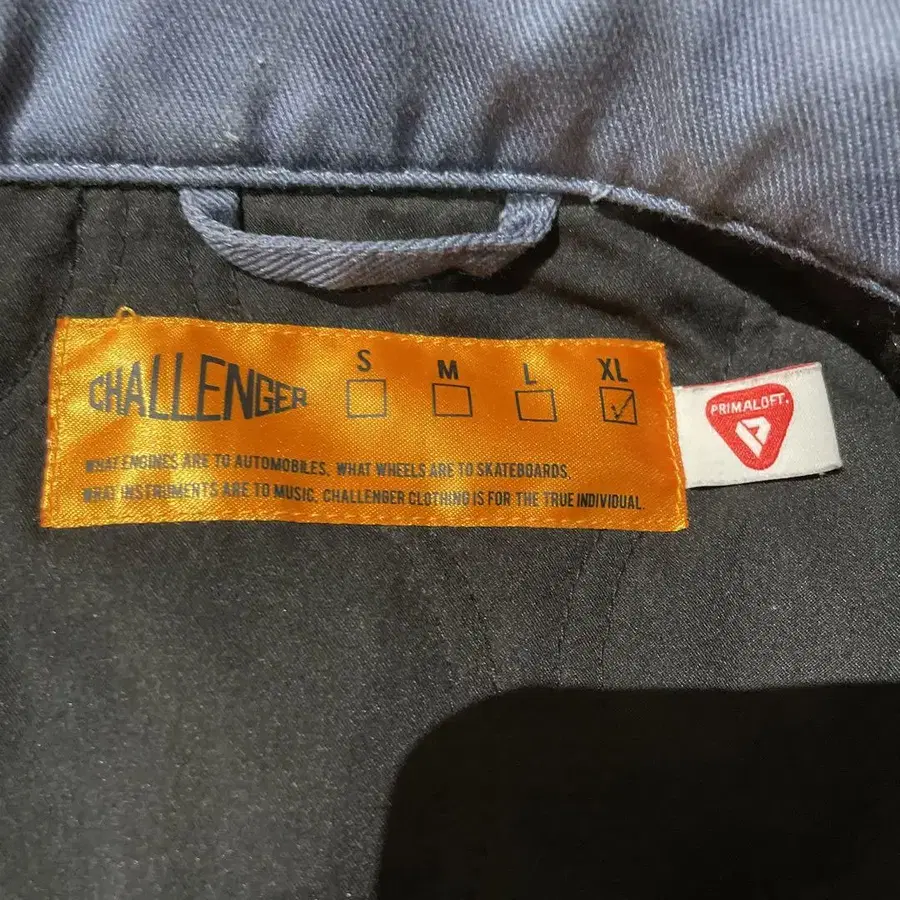 CHALLENGER
S M L XL
WHAT ENGINES ARE TO AUTOMOBILES. WHAT WHEELS ARE TO SKATEBOARDS.
WHAT INSTRUMENTS ARE TO MUSIC. CHALLENGER CLOTHING IS FOR THE TRUE INDIVIDUAL.
PRIMALOFT.